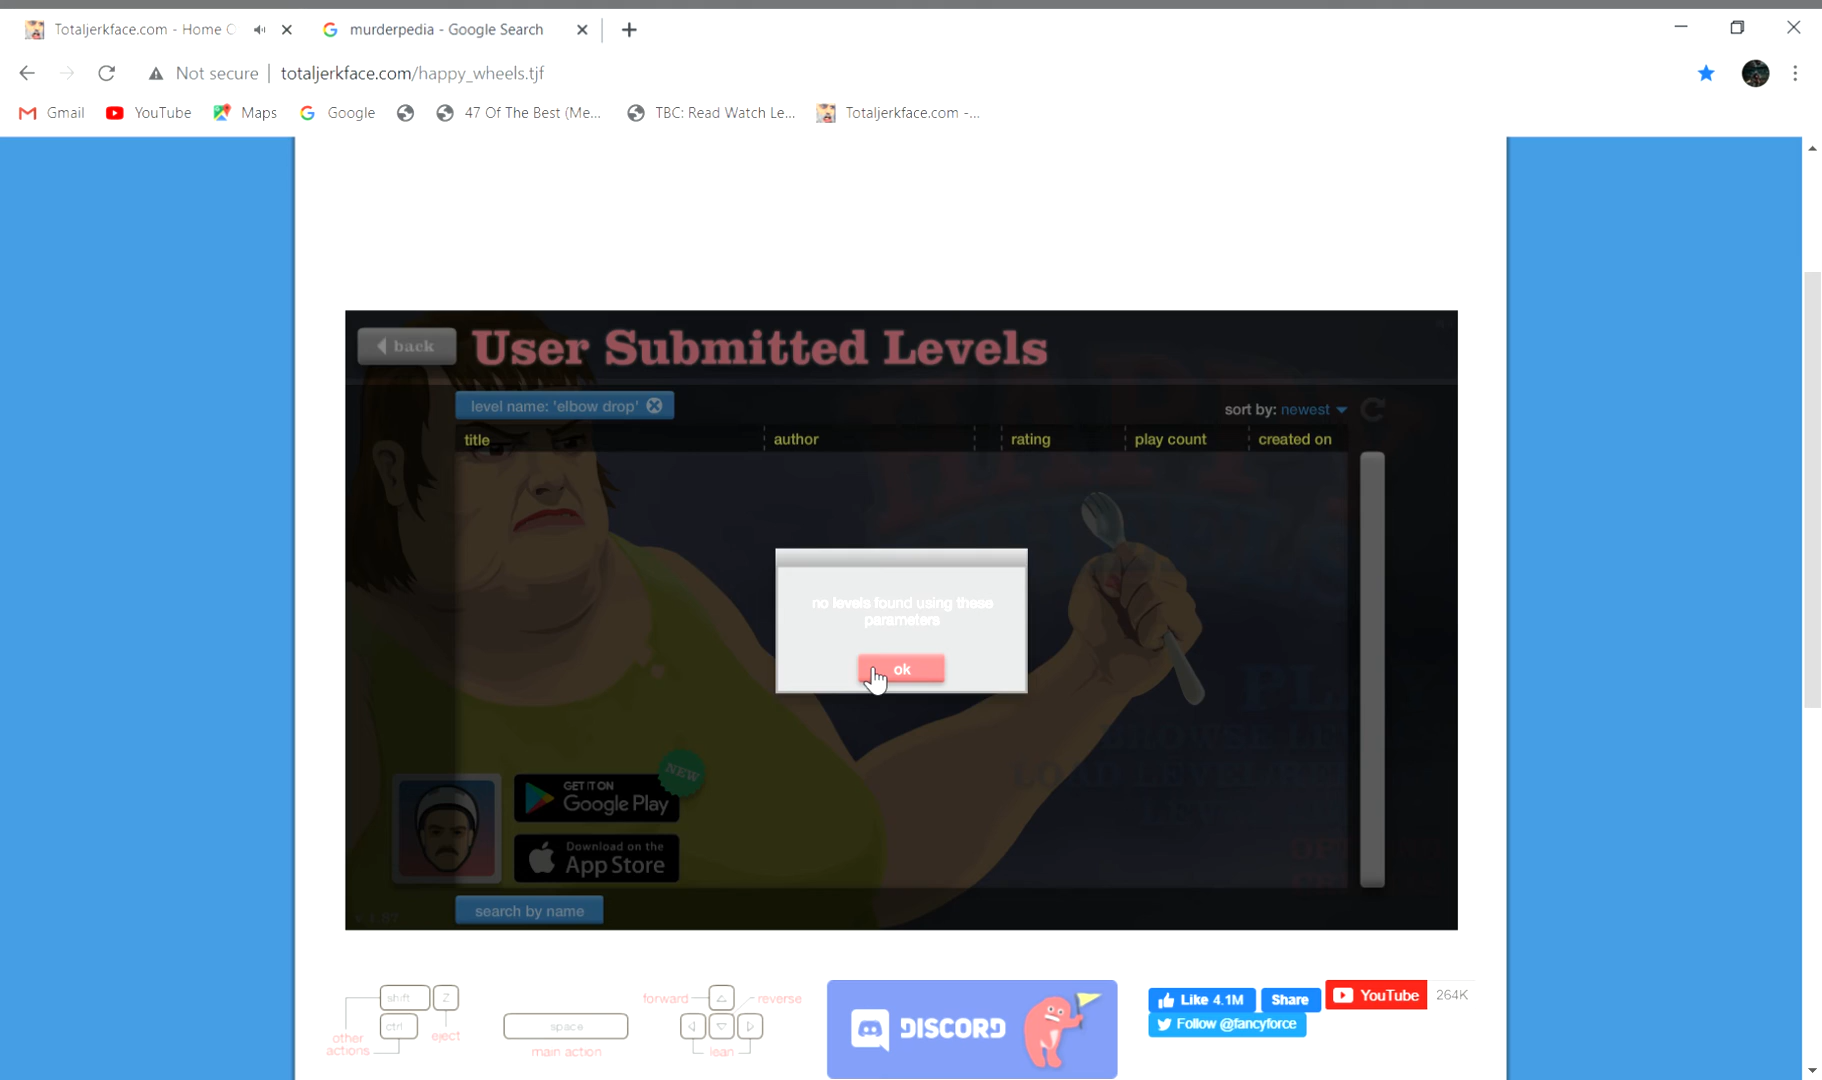 Totaljerkface.com - Home O
murderpedia - Google Search
Not secure
totaljerkface.com/happy_wheels.tjf
Gmail
YouTube
Maps
Google
47 Of The Best (Me...
TBC: Read Watch Le...
Totaljerkface.com -...
back
User Submitted Levels
level name: 'elbow drop'
sort by: newest
title
author
rating
play count
created on
no levels found using these
parameters
ok
NEW
GET IT ON
Google Play
Download on the
App Store
search by name
v 1.87
shift
Z
ctrl
other
actions
eject
space
main action
forward
reverse
lean
DISCORD
Like 4.1M
Share
YouTube
264K
Follow @fancyforce